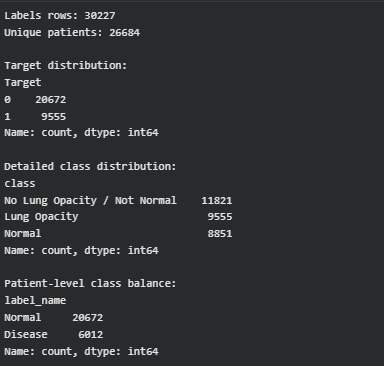 Labels rows: 30227
Unique patients: 26684
Target distribution:
Target
0    20672
1     9555
Name: count, dtype: int64
Detailed class distribution:
class
No Lung Opacity / Not Normal    11821
Lung Opacity                     9555
Normal                           8851
Name: count, dtype: int64
Patient-level class balance:
label_name
Normal     20672
Disease     6012
Name: count, dtype: int64